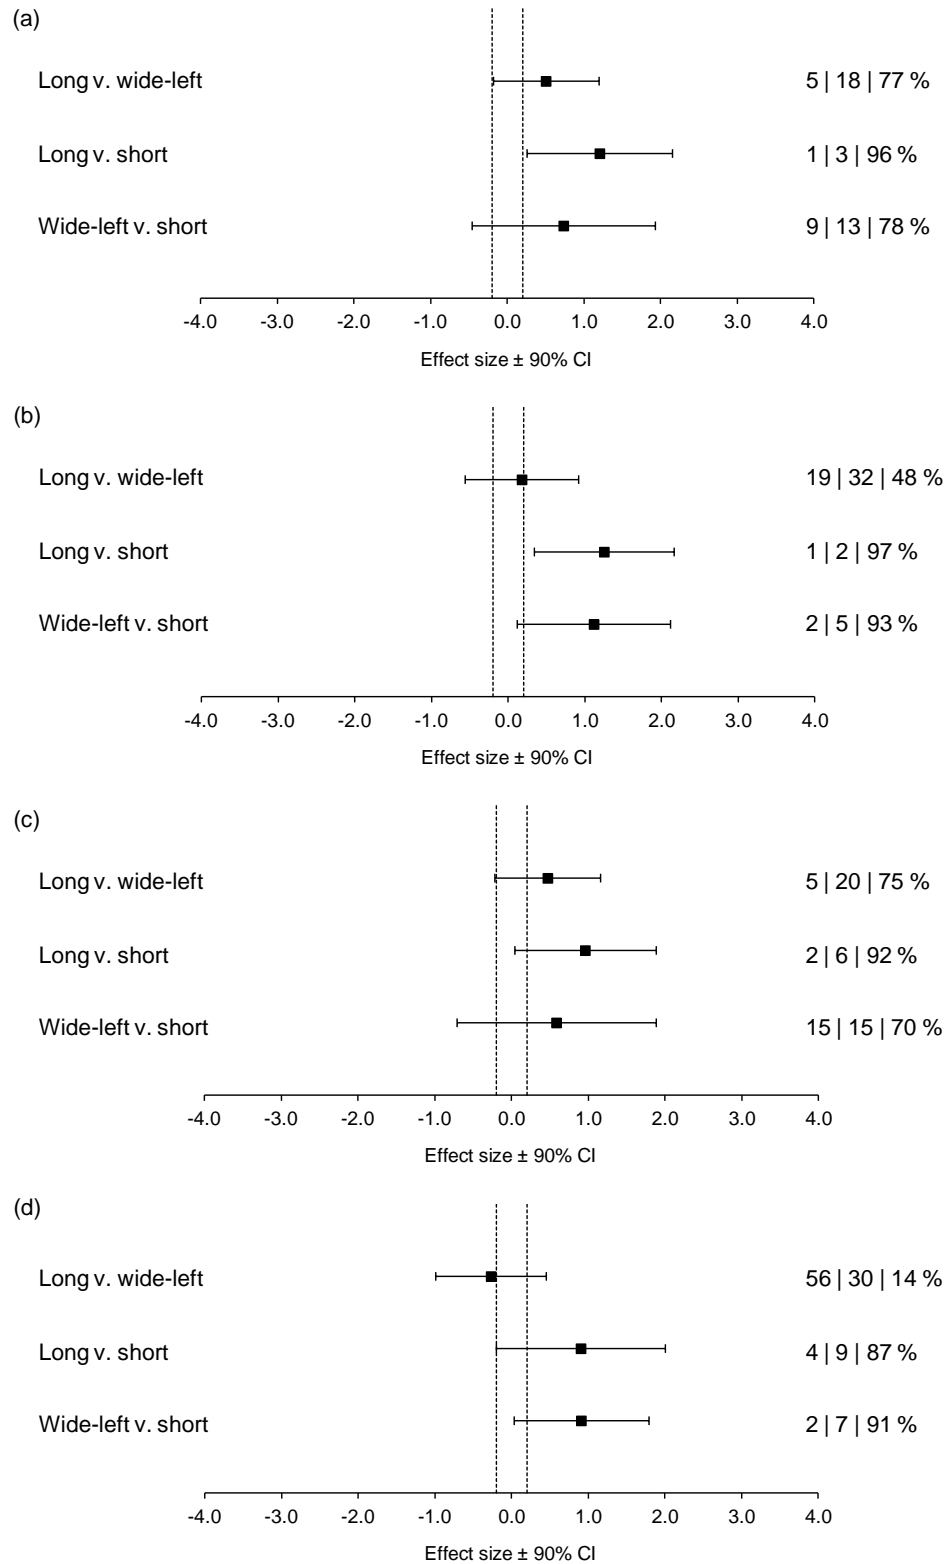 (a)
Long v. wide-left 5 | 18 | 77 %
Long v. short 1 | 3 | 96 %
Wide-left v. short 9 | 13 | 78 %
-4.0 -3.0 -2.0 -1.0 0.0 1.0 2.0 3.0 4.0
Effect size ± 90% CI
(b)
Long v. wide-left 19 | 32 | 48 %
Long v. short 1 | 2 | 97 %
Wide-left v. short 2 | 5 | 93 %
-4.0 -3.0 -2.0 -1.0 0.0 1.0 2.0 3.0 4.0
Effect size ± 90% CI
(c)
Long v. wide-left 5 | 20 | 75 %
Long v. short 2 | 6 | 92 %
Wide-left v. short 15 | 15 | 70 %
-4.0 -3.0 -2.0 -1.0 0.0 1.0 2.0 3.0 4.0
Effect size ± 90% CI
(d)
Long v. wide-left 56 | 30 | 14 %
Long v. short 4 | 9 | 87 %
Wide-left v. short 2 | 7 | 91 %
-4.0 -3.0 -2.0 -1.0 0.0 1.0 2.0 3.0 4.0
Effect size ± 90% CI